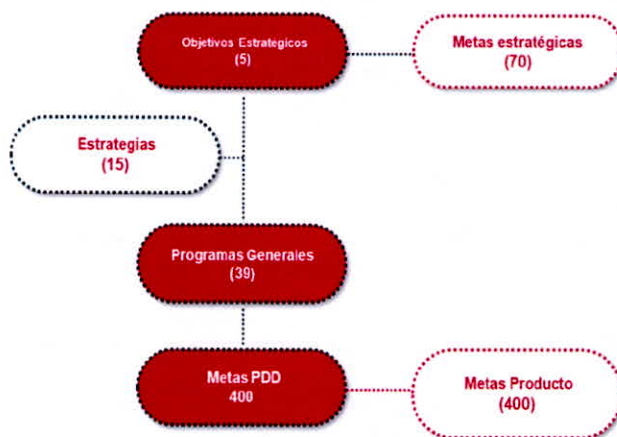 Objetivos Estrategicos
(5)
Metas estratégicas
(70)
Estrategias
(15)
Programas Generales
(39)
Metas PDD
400
Metas Producto
(400)